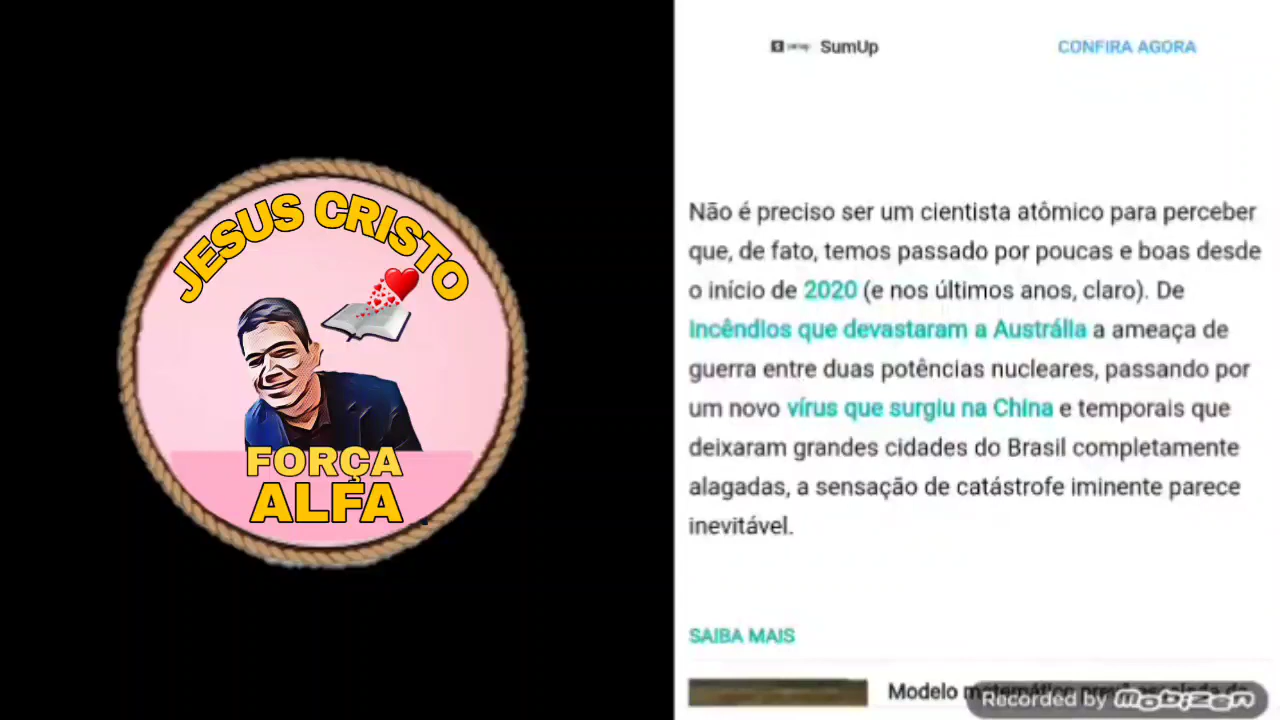 JESUS CRISTO
FORÇA
ALFA
SumUp
CONFIRA AGORA
Não é preciso ser um cientista atômico para perceber
que, de fato, temos passado por poucas e boas desde
o início de 2020 (e nos últimos anos, claro). De
incêndios que devastaram a Austrália a ameaça de
guerra entre duas potências nucleares, passando por
um novo vírus que surgiu na China e temporais que
deixaram grandes cidades do Brasil completamente
alagadas, a sensação de catástrofe iminente parece
inevitável.
SAIBA MAIS
Modelo matemático prevê
Recorded by mobizen